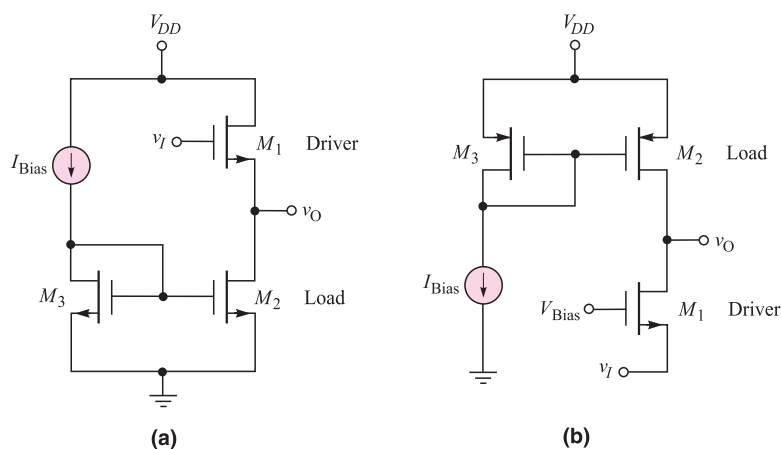 V_DD
v_I
M_1 Driver
I_Bias
v_O
M_3
M_2 Load
(a)
V_DD
M_3
M_2 Load
v_O
I_Bias
V_Bias
M_1 Driver
v_I
(b)